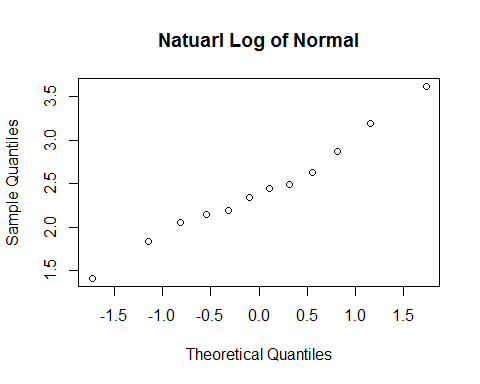 Natuarl Log of Normal
Sample Quantiles
3.5
3.0
2.5
2.0
1.5
-1.5 -1.0 -0.5 0.0 0.5 1.0 1.5
Theoretical Quantiles